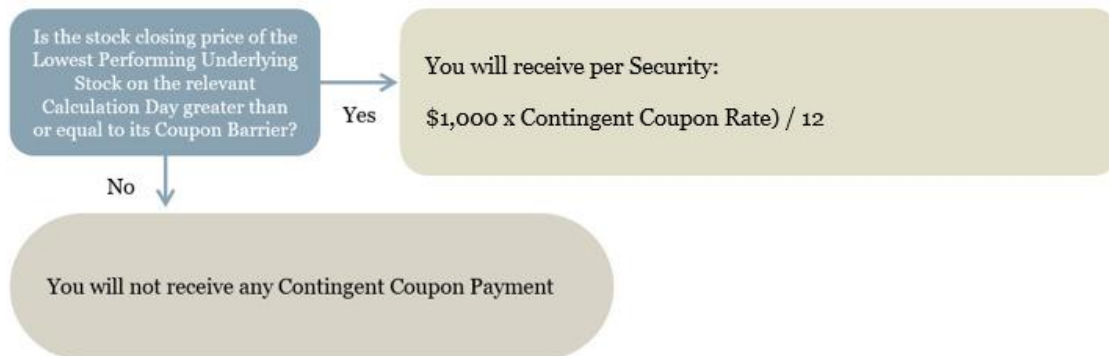 Is the stock closing price of the
Lowest Performing Underlying
Stock on the relevant
Calculation Day greater than
or equal to its Coupon Barrier?
Yes
You will receive per Security:
$1,000 x Contingent Coupon Rate) / 12
No
You will not receive any Contingent Coupon Payment